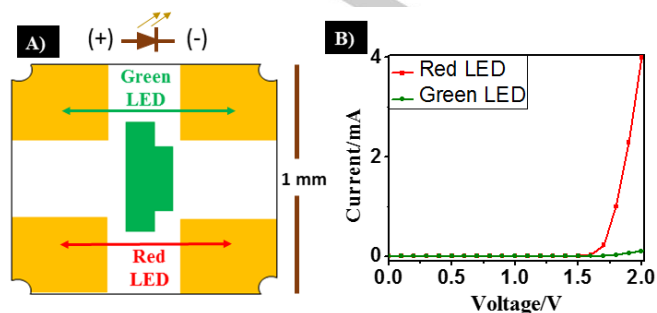 A)
(+)
(-)
Green
LED
1 mm
Red
LED
B)
4
2
0
Current/mA
Red LED
Green LED
0.0
0.5
1.0
1.5
2.0
Voltage/V